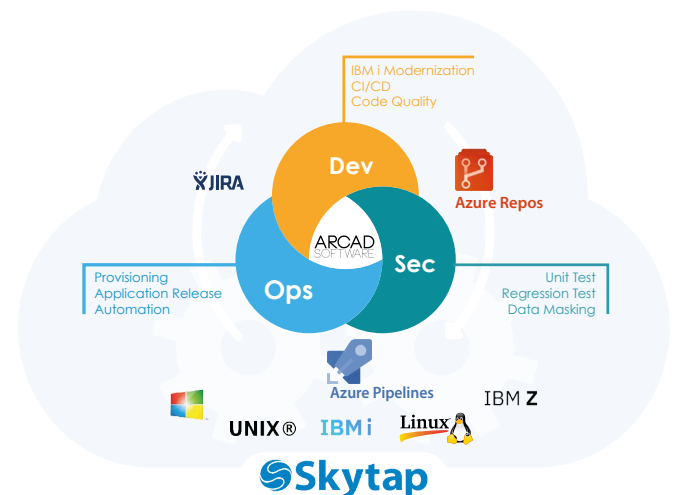 IBM i Modernization
CI/CD
Code Quality
Dev
JIRA
Azure Repos
ARCAD
SOFTWARE
Sec
Ops
Provisioning
Application Release
Automation
Unit Test
Regression Test
Data Masking
Azure Pipelines
IBM Z
UNIX®
IBM i
Linux
Skytap